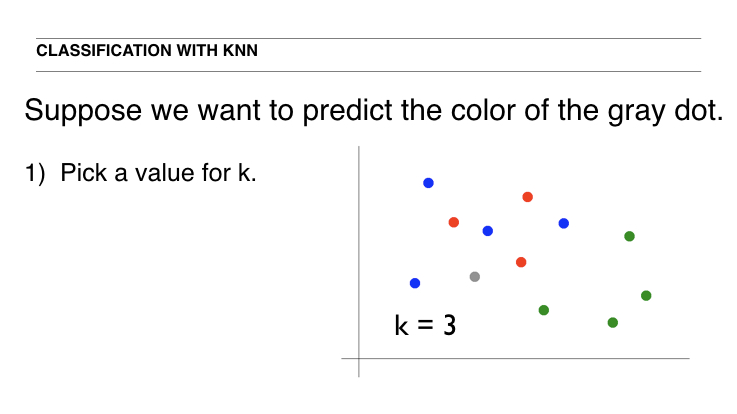 CLASSIFICATION WITH KNN
Suppose we want to predict the color of the gray dot.
1) Pick a value for k.
k = 3